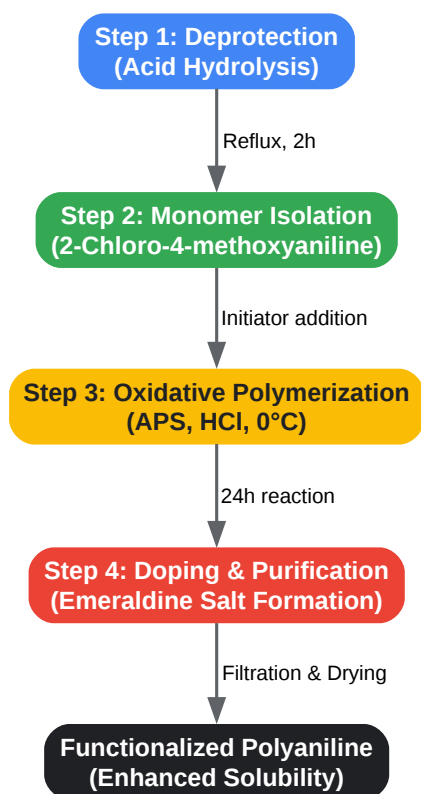 Step 1: Deprotection
(Acid Hydrolysis)
Reflux, 2h
Step 2: Monomer Isolation
(2-Chloro-4-methoxyaniline)
Initiator addition
Step 3: Oxidative Polymerization
(APS, HCl, 0°C)
24h reaction
Step 4: Doping & Purification
(Emeraldine Salt Formation)
Filtration & Drying
Functionalized Polyaniline
(Enhanced Solubility)